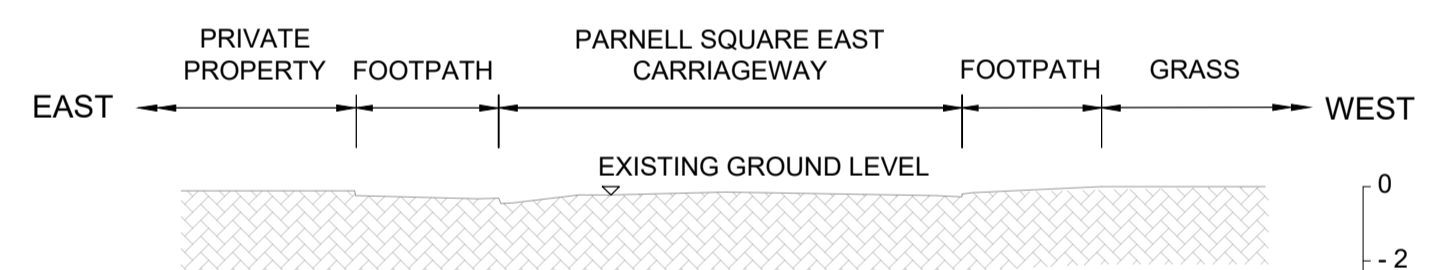 PRIVATE
PROPERTY
FOOTPATH
PARNELL SQUARE EAST
CARRIAGEWAY
FOOTPATH
GRASS
EAST
WEST
EXISTING GROUND LEVEL
0
- 2